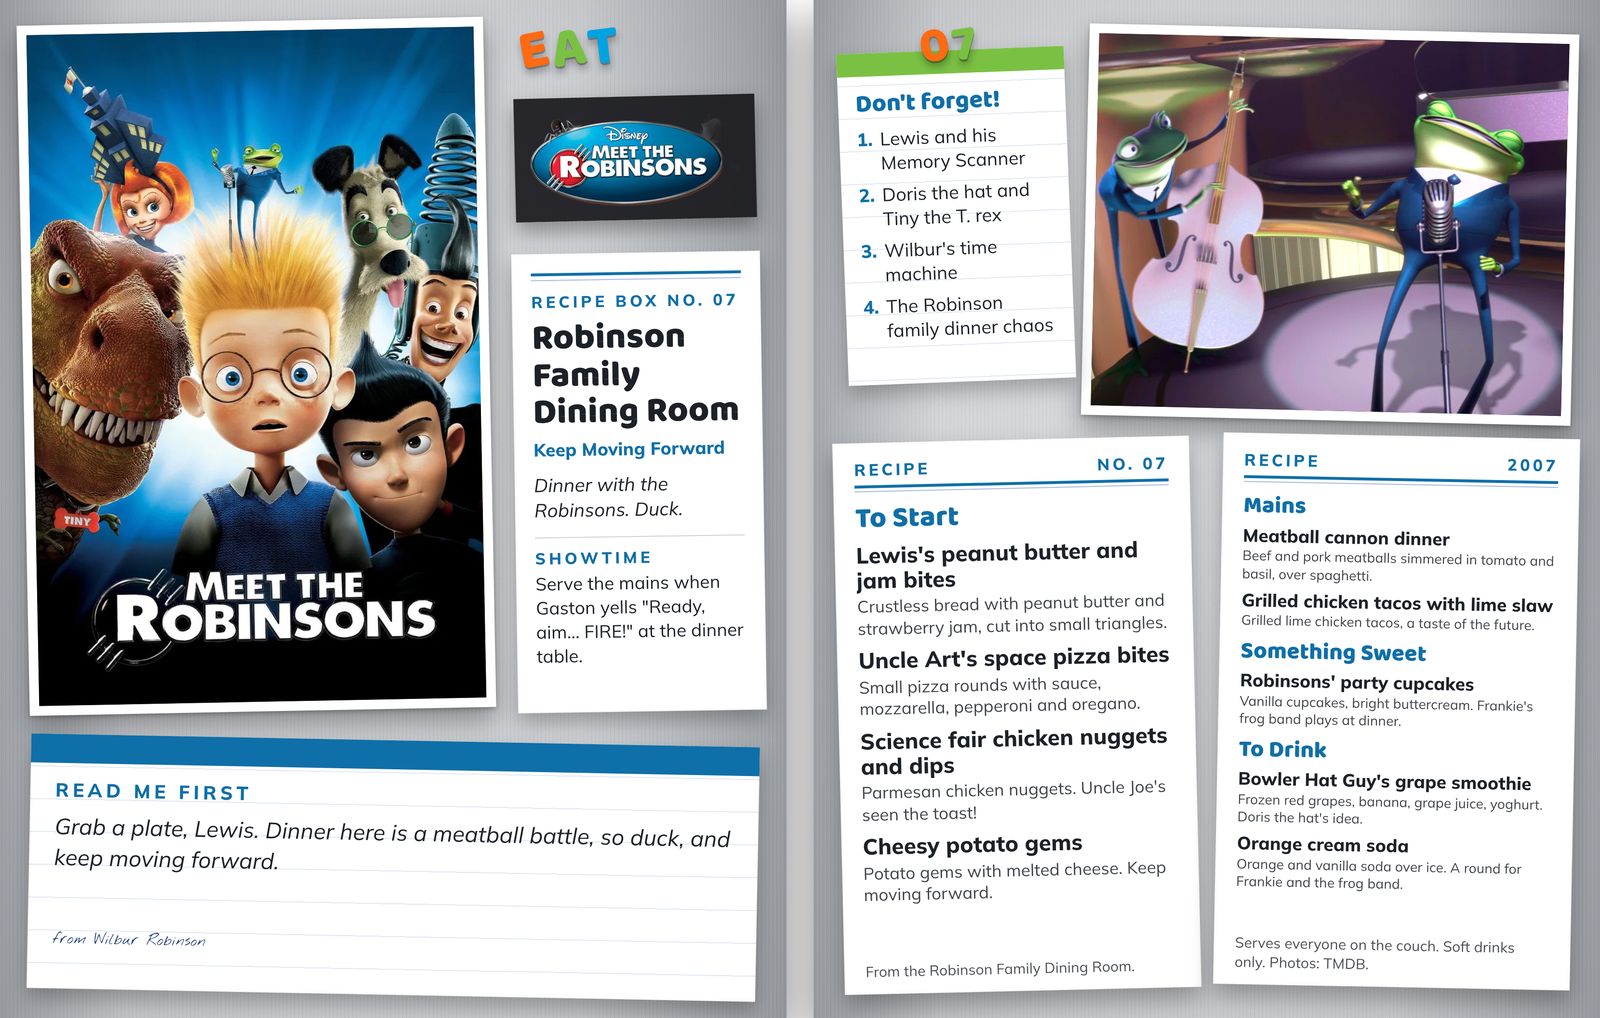 TINY
MEET THE
ROBINSONS
EAT
Disney
MEET THE
ROBINSONS
RECIPE BOX NO. 07
Robinson
Family
Dining Room
Keep Moving Forward
Dinner with the
Robinsons. Duck.
SHOWTIME
Serve the mains when
Gaston yells "Ready,
aim... FIRE!" at the dinner
table.
READ ME FIRST
Grab a plate, Lewis. Dinner here is a meatball battle, so duck, and
keep moving forward.
from Wilbur Robinson
07
Don't forget!
1. Lewis and his
Memory Scanner
2. Doris the hat and
Tiny the T. rex
3. Wilbur's time
machine
4. The Robinson
family dinner chaos
RECIPE NO. 07
To Start
Lewis's peanut butter and
jam bites
Crustless bread with peanut butter and
strawberry jam, cut into small triangles.
Uncle Art's space pizza bites
Small pizza rounds with sauce,
mozzarella, pepperoni and oregano.
Science fair chicken nuggets
and dips
Parmesan chicken nuggets. Uncle Joe's
seen the toast!
Cheesy potato gems
Potato gems with melted cheese. Keep
moving forward.
From the Robinson Family Dining Room.
RECIPE 2007
Mains
Meatball cannon dinner
Beef and pork meatballs simmered in tomato and
basil, over spaghetti.
Grilled chicken tacos with lime slaw
Grilled lime chicken tacos, a taste of the future.
Something Sweet
Robinsons' party cupcakes
Vanilla cupcakes, bright buttercream. Frankie's
frog band plays at dinner.
To Drink
Bowler Hat Guy's grape smoothie
Frozen red grapes, banana, grape juice, yoghurt.
Doris the hat's idea.
Orange cream soda
Orange and vanilla soda over ice. A round for
Frankie and the frog band.
Serves everyone on the couch. Soft drinks
only. Photos: TMDB.